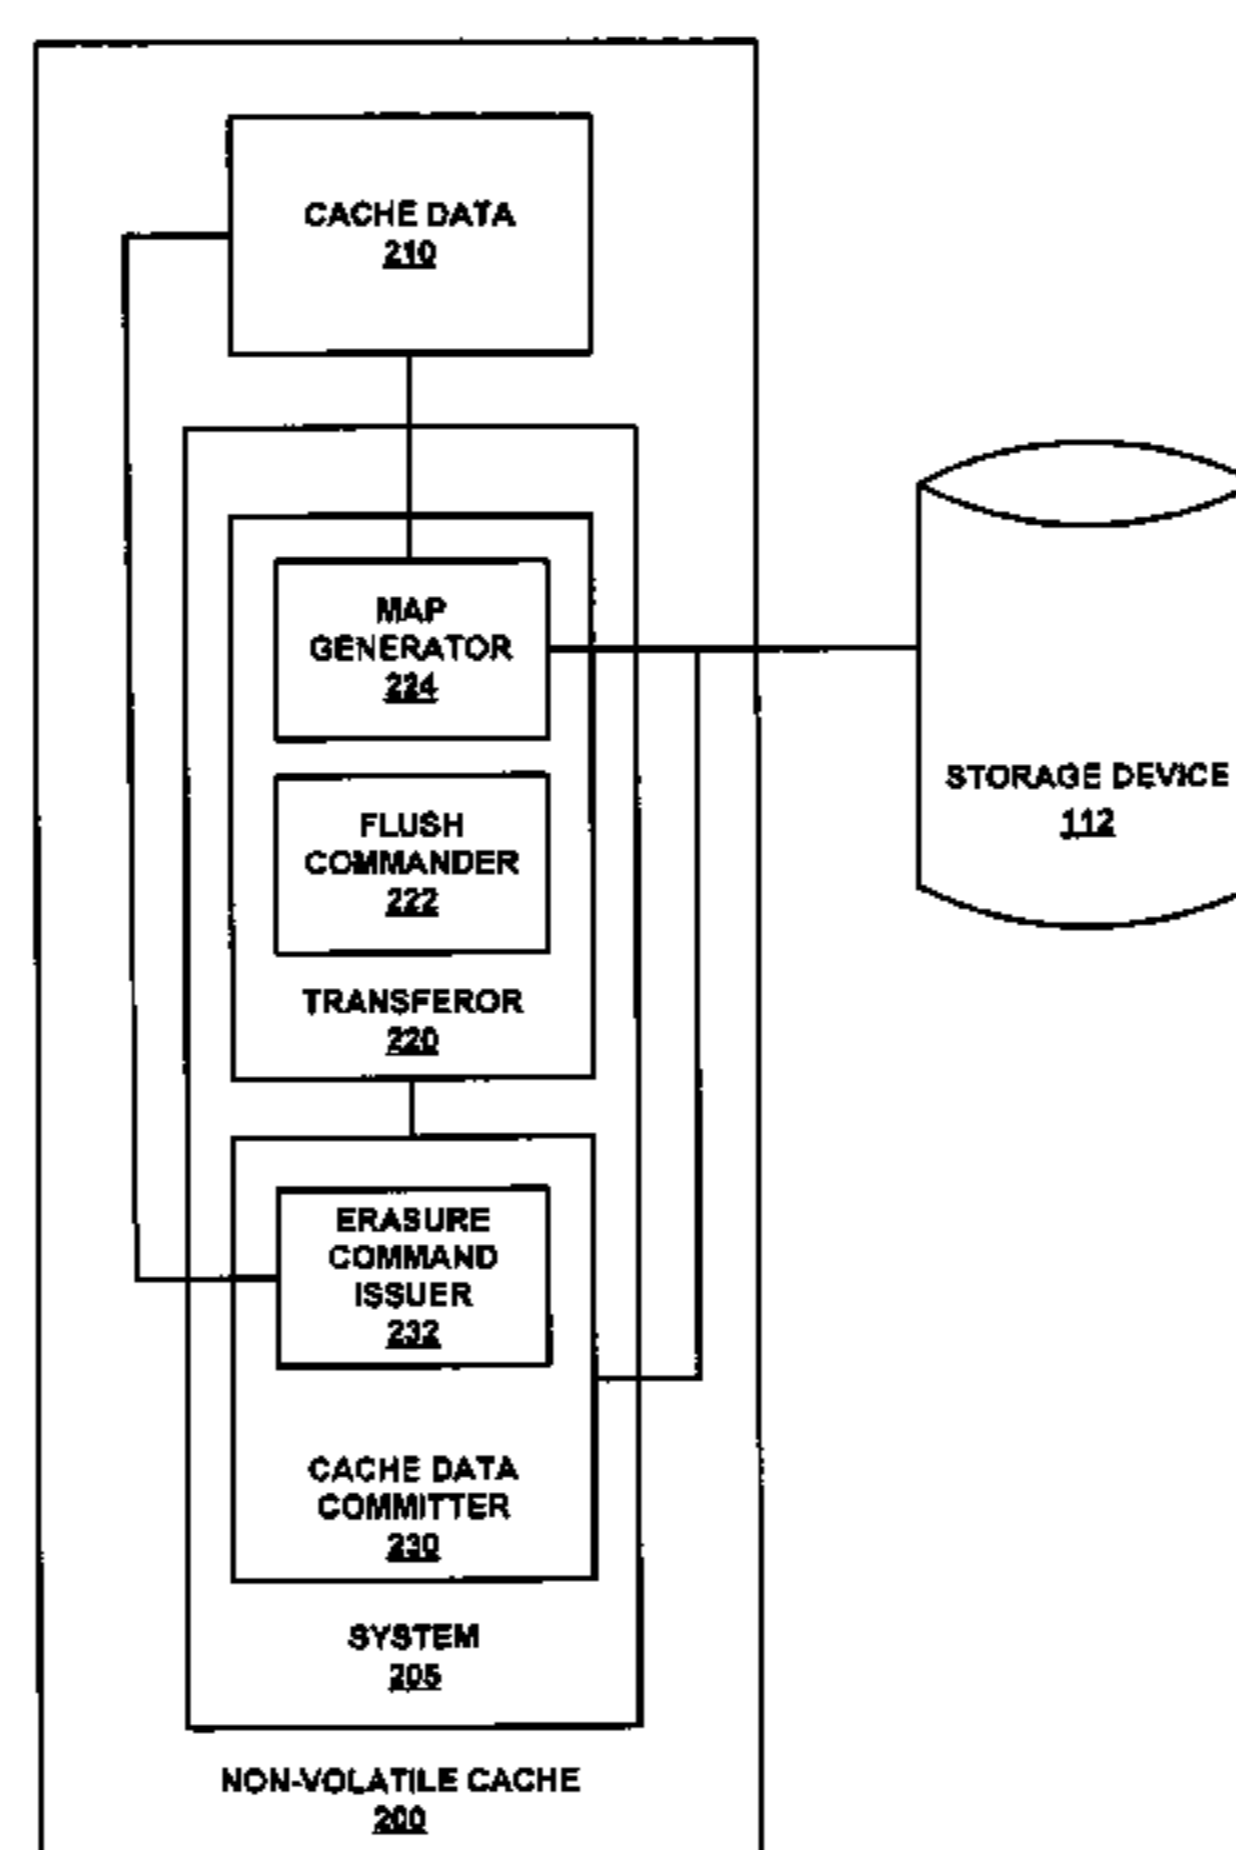 CACHE DATA
210
MAP
GENERATOR
224
FLUSH
COMMANDER
222
TRANSFEROR
220
STORAGE DEVICE
112
ERASURE
COMMAND
ISSUER
232
CACHE DATA
COMMITTER
230
SYSTEM
205
NON-VOLATILE CACHE
200